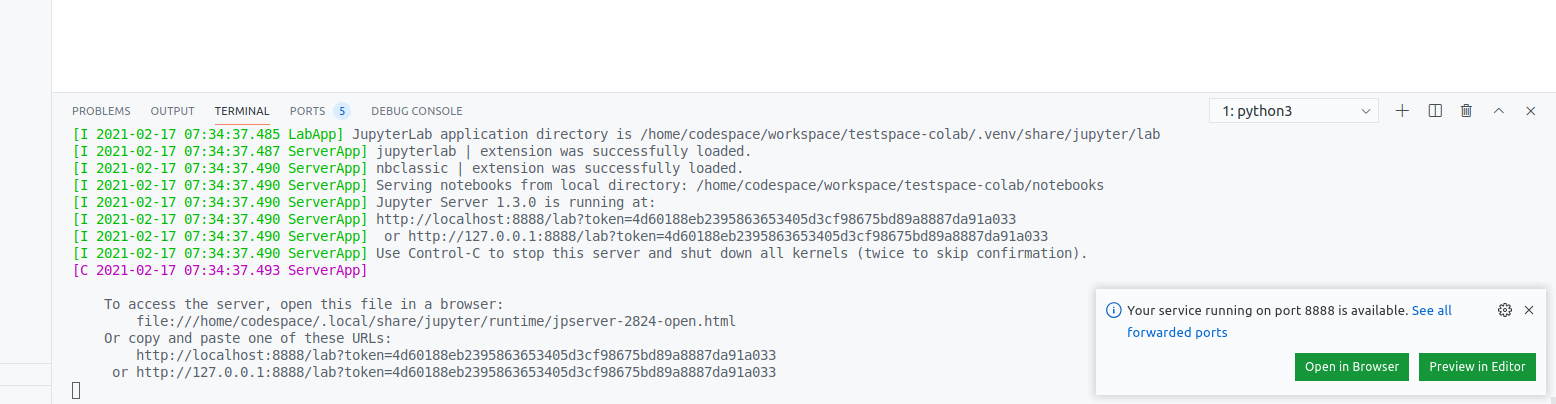 PROBLEMS OUTPUT TERMINAL PORTS 5 DEBUG CONSOLE 1: python3
[I 2021-02-17 07:34:37.485 LabApp] JupyterLab application directory is /home/codespace/workspace/testspace-colab/.venv/share/jupyter/lab
[I 2021-02-17 07:34:37.487 ServerApp] jupyterlab | extension was successfully loaded.
[I 2021-02-17 07:34:37.490 ServerApp] nbclassic | extension was successfully loaded.
[I 2021-02-17 07:34:37.490 ServerApp] Serving notebooks from local directory: /home/codespace/workspace/testspace-colab/notebooks
[I 2021-02-17 07:34:37.490 ServerApp] Jupyter Server 1.3.0 is running at:
[I 2021-02-17 07:34:37.490 ServerApp] http://localhost:8888/lab?token=4d60188eb2395863653405d3cf98675bd89a8887da91a033
[I 2021-02-17 07:34:37.490 ServerApp]  or http://127.0.0.1:8888/lab?token=4d60188eb2395863653405d3cf98675bd89a8887da91a033
[I 2021-02-17 07:34:37.490 ServerApp] Use Control-C to stop this server and shut down all kernels (twice to skip confirmation).
[C 2021-02-17 07:34:37.493 ServerApp]
To access the server, open this file in a browser:
file:///home/codespace/.local/share/jupyter/runtime/jpserver-2824-open.html
Or copy and paste one of these URLs:
http://localhost:8888/lab?token=4d60188eb2395863653405d3cf98675bd89a8887da91a033
or http://127.0.0.1:8888/lab?token=4d60188eb2395863653405d3cf98675bd89a8887da91a033
Your service running on port 8888 is available. See all
forwarded ports
Open in Browser Preview in Editor